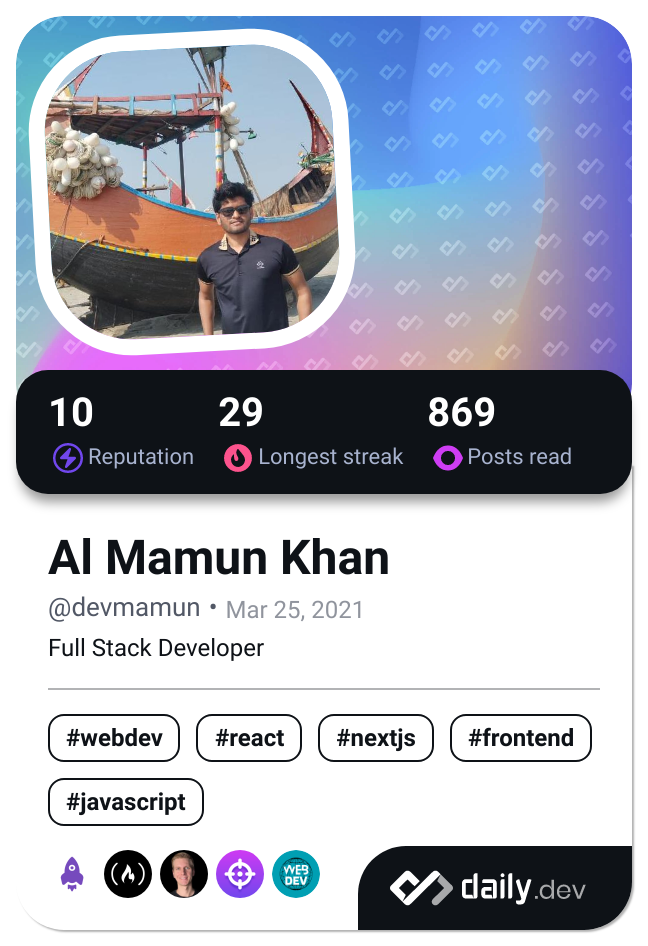 10 29 869
Reputation Longest streak Posts read
Al Mamun Khan
@devmamun • Mar 25, 2021
Full Stack Developer
#webdev #react #nextjs #frontend
#javascript
WEB
DEV
daily.dev